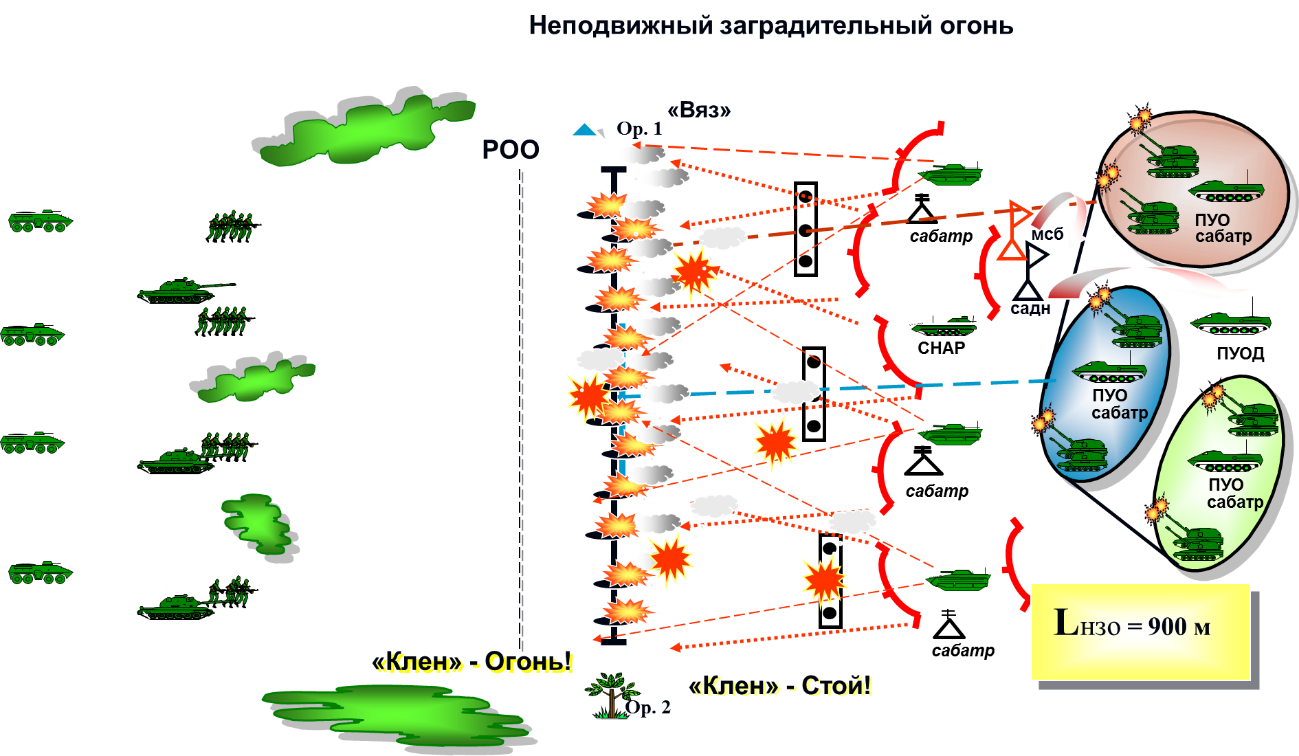 Неподвижный заградительный огонь
«Вяз»
Ор. 1
РОО
сабатр
мсб
садн
ПУО
сабатр
СНАР
ПУОД
ПУО
сабатр
сабатр
ПУО
сабатр
Lнзо = 900 м
сабатр
«Клен» - Огонь!
«Клен» - Стой!
Ор. 2